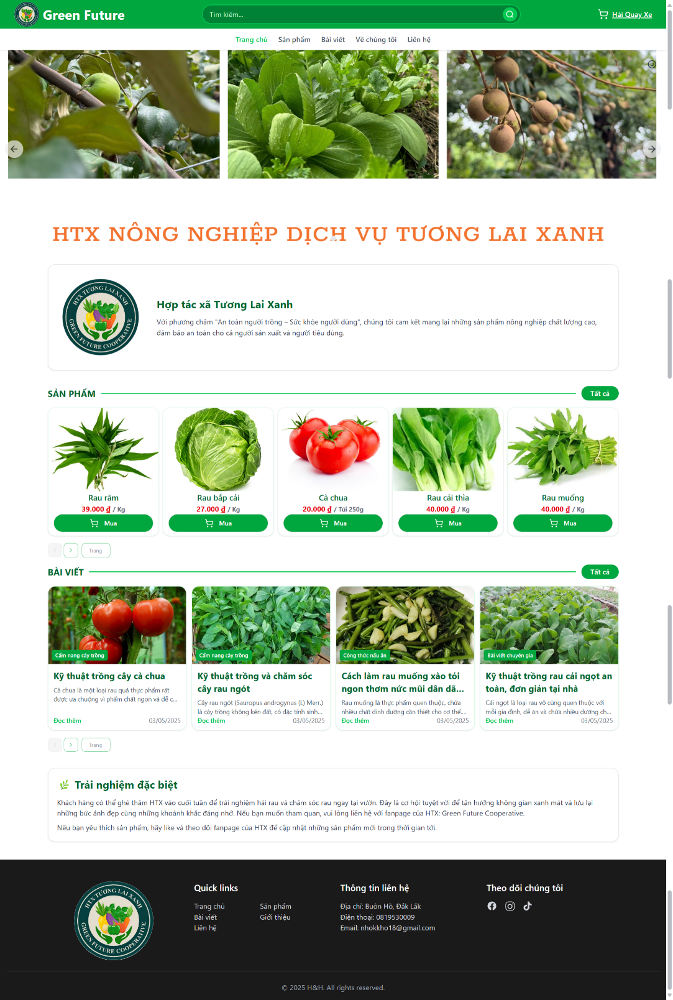 Green Future
Tìm kiếm...
Hải Quay Xe
Trang chủ
Sản phẩm
Bài viết
Về chúng tôi
Liên hệ
HTX NÔNG NGHIỆP DỊCH VỤ TƯƠNG LAI XANH
HTX TƯƠNG LAI XANH
GREEN FUTURE COOPERATIVE
Hợp tác xã Tương Lai Xanh
Với phương châm "An toàn người trồng – Sức khỏe người dùng", chúng tôi cam kết mang lại những sản phẩm nông nghiệp chất lượng cao,
đảm bảo an toàn cho cả người sản xuất và người tiêu dùng.
SẢN PHẨM
Tất cả
Rau răm
39.000 ₫ / Kg
Mua
Rau bắp cải
27.000 ₫ / Kg
Mua
Cà chua
20.000 ₫ / Túi 250g
Mua
Rau cải thìa
40.000 ₫ / Kg
Mua
Rau muống
40.000 ₫ / Kg
Mua
Trang
BÀI VIẾT
Tất cả
Cẩm nang cây trồng
Kỹ thuật trồng cây cà chua
Cà chua là một loại rau quả thực phẩm rất
được ưa chuộng vì phẩm chất ngon và dễ c...
Đọc thêm
03/05/2025
Cẩm nang cây trồng
Kỹ thuật trồng và chăm sóc
cây rau ngót
Cây rau ngót (Sauropus androgynus (L) Merr.)
là cây trồng không kén đất, có đặc tính sinh...
Đọc thêm
03/05/2025
Công thức nấu ăn
Cách làm rau muống xào tỏi
ngon thơm nức mũi dân dã...
Rau muống là thực phẩm quen thuộc, chứa
nhiều chất dinh dưỡng cần thiết cho cơ thể....
Đọc thêm
03/05/2025
Bài viết chuyên gia
Kỹ thuật trồng rau cải ngọt an
toàn, đơn giản tại nhà
Cải ngọt là loại rau vô cùng quen thuộc với
mỗi gia đình, dễ ăn và chứa nhiều dưỡng ch...
Đọc thêm
03/05/2025
Trang
Trải nghiệm đặc biệt
Khách hàng có thể ghé thăm HTX vào cuối tuần để trải nghiệm hái rau và chăm sóc rau ngay tại vườn. Đây là cơ hội tuyệt vời để tận hưởng không gian xanh mát và lưu lại
những bức ảnh đẹp cùng những khoảnh khắc đáng nhớ. Nếu bạn muốn tham quan, vui lòng liên hệ với fanpage của HTX: Green Future Cooperative.
Nếu bạn yêu thích sản phẩm, hãy like và theo dõi fanpage của HTX để cập nhật những sản phẩm mới trong thời gian tới.
HTX TƯƠNG LAI XANH
GREEN FUTURE COOPERATIVE
Quick links
Trang chủ
Sản phẩm
Bài viết
Giới thiệu
Liên hệ
Thông tin liên hệ
Địa chỉ: Buôn Hồ, Đắk Lắk
Điện thoại: 0819530009
Email: nhokkho18@gmail.com
Theo dõi chúng tôi
© 2025 H&H. All rights reserved.